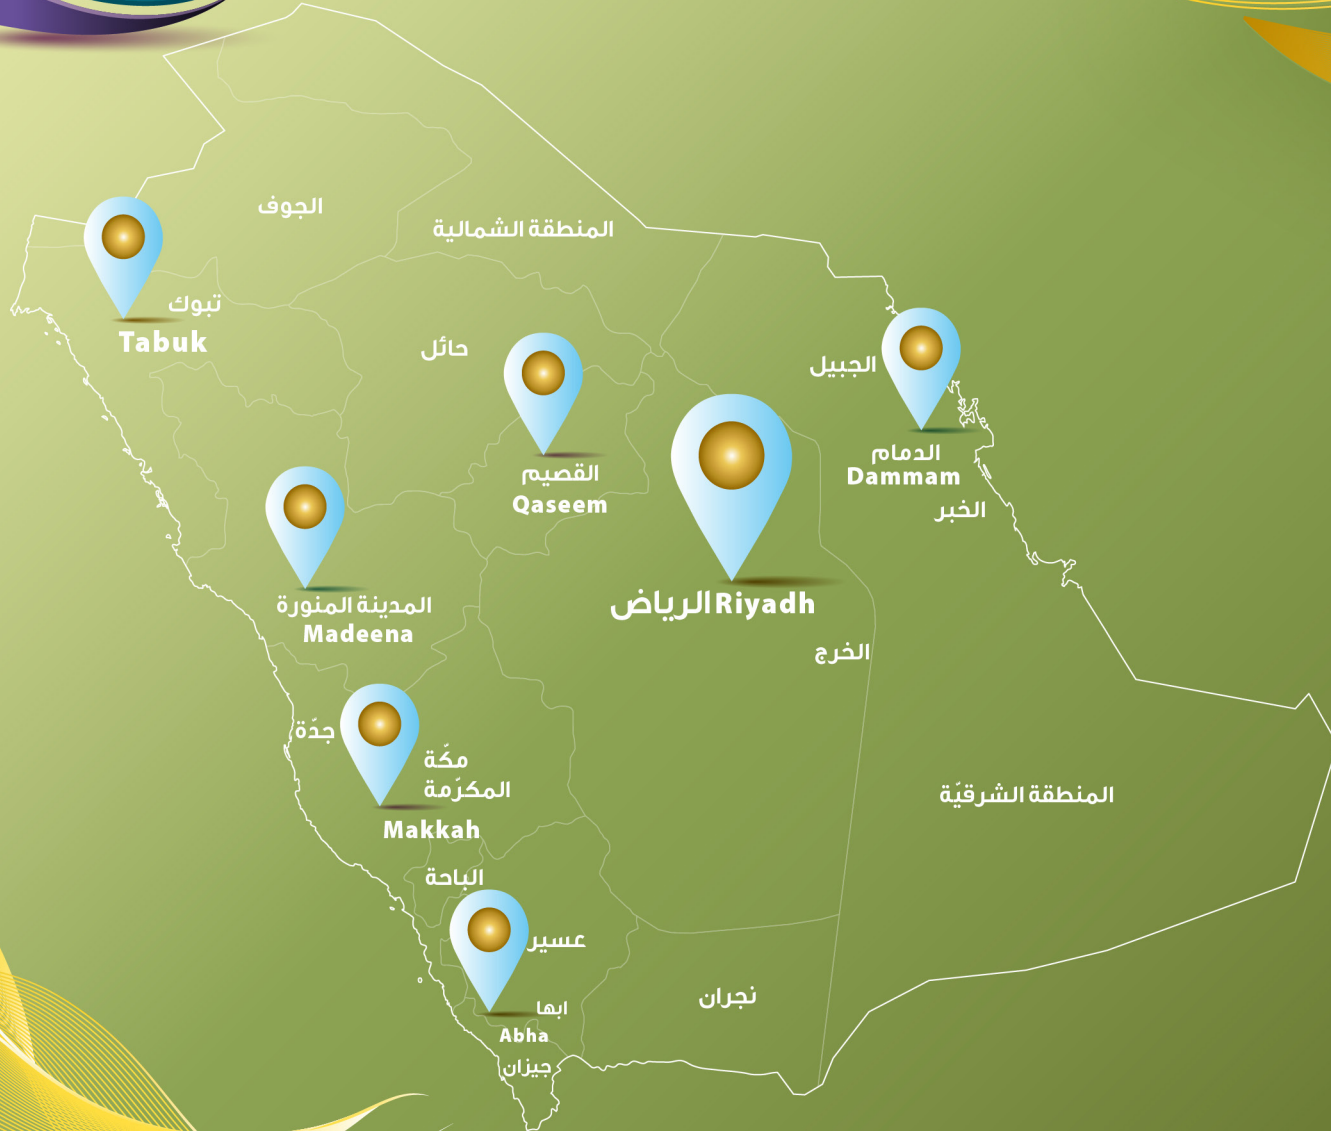 الجوف
المنطقة الشمالية
تبوك
Tabuk
حائل
الجبيل
الدمام
Dammam
القصيم
Qaseem
الخبر
المدينة المنورة
Madeena
الرياض Riyadh
الخرج
جدّة
مكّة
المكرّمة
Makkah
المنطقة الشرقيّة
الباحة
عسير
نجران
ابها
Abha
جيزان